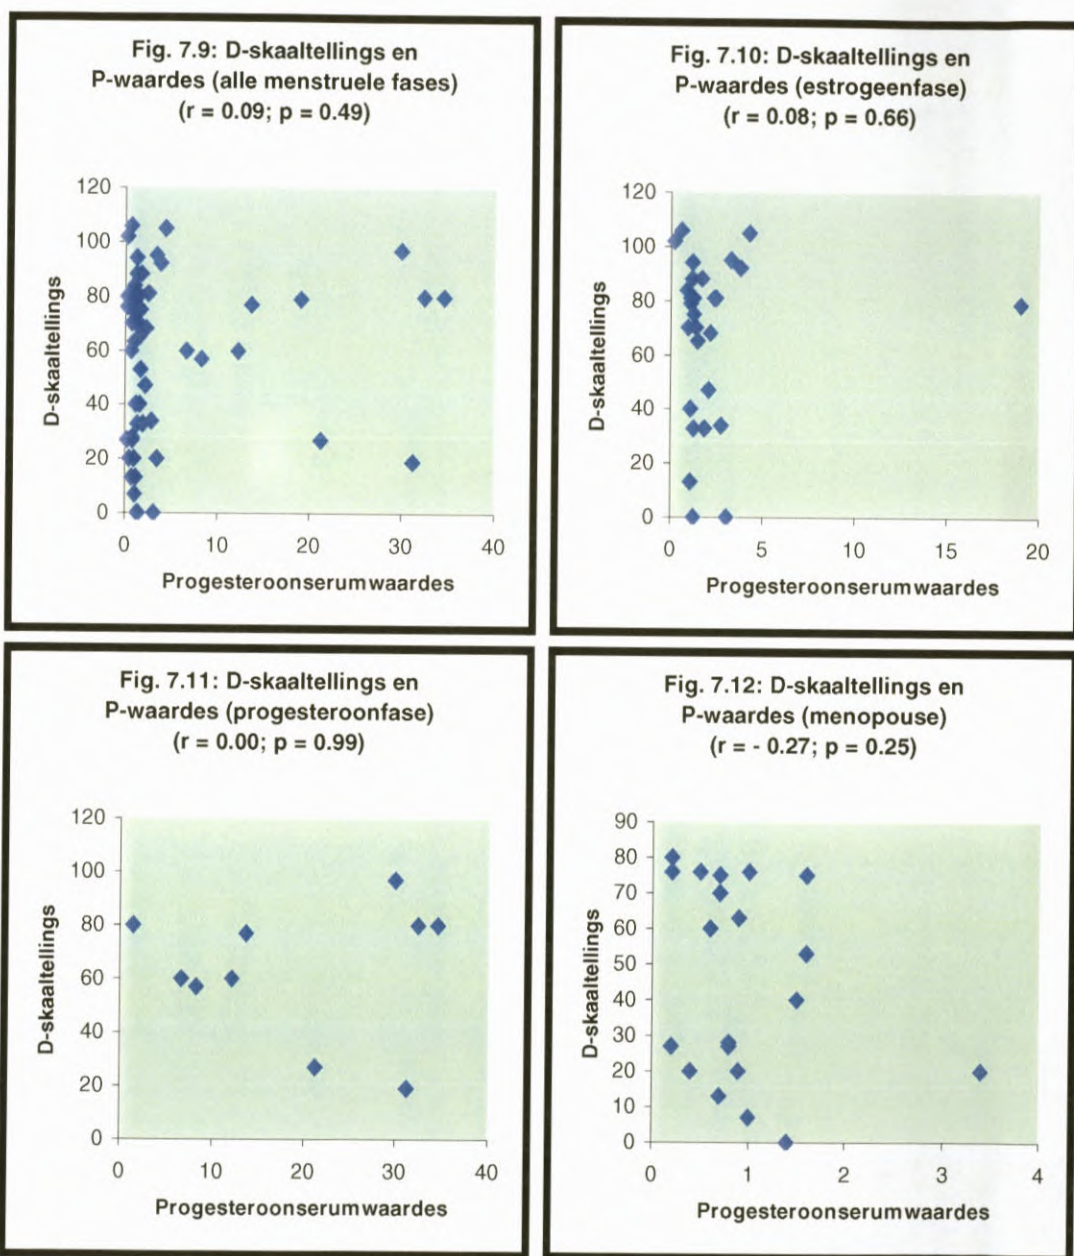 Fig. 7.9: D-skaaltellings en
P-waardes (alle menstruele fases)
(r = 0.09; p = 0.49)
D-skaaltellings
120
100
80
60
40
20
0
0 10 20 30 40
Progesteroonserumwaardes
Fig. 7.10: D-skaaltellings en
P-waardes (estrogeenfase)
(r = 0.08; p = 0.66)
D-skaaltellings
120
100
80
60
40
20
0
0 5 10 15 20
Progesteroonserumwaardes
Fig. 7.11: D-skaaltellings en
P-waardes (progesteroonfase)
(r = 0.00; p = 0.99)
D-skaaltellings
120
100
80
60
40
20
0
0 10 20 30 40
Progesteroonserumwaardes
Fig. 7.12: D-skaaltellings en
P-waardes (menopouse)
(r = - 0.27; p = 0.25)
D-skaaltellings
90
80
70
60
50
40
30
20
10
0
0 1 2 3 4
Progesteroonserumwaardes